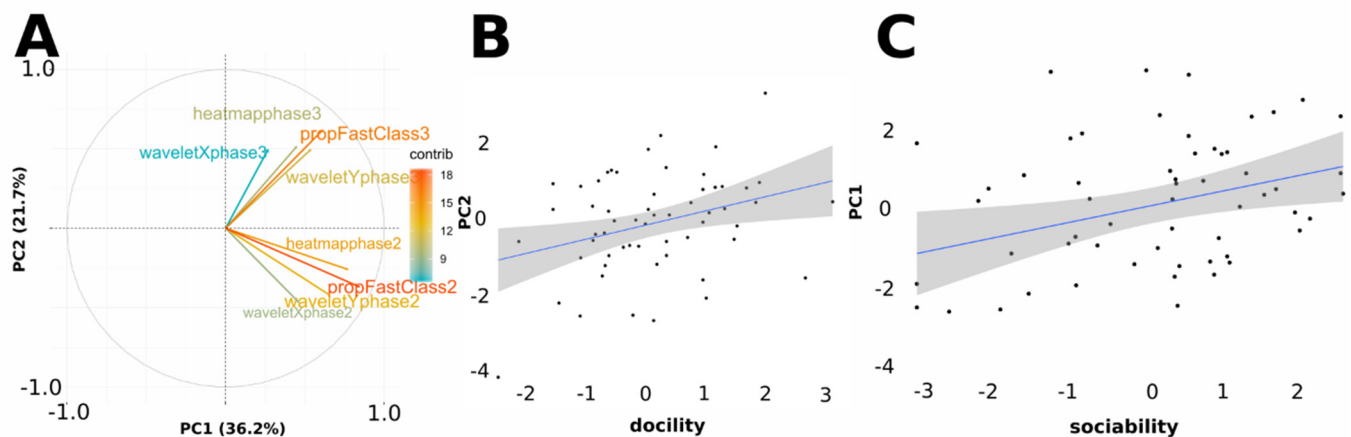 A
1.0
heatmapphase3
propFastClass3
waveletXphase3
waveletYphase3
heatmapphase2
propFastClass2
waveletYphase2
waveletXphase2
-1.0
-1.0
1.0
PC2 (21.7%)
PC1 (36.2%)
contrib
18
15
12
9
B
PC2
2
0
-2
-4
-2
-1
0
1
2
3
docility
C
PC1
2
0
-2
-4
-3
-2
-1
0
1
2
sociability